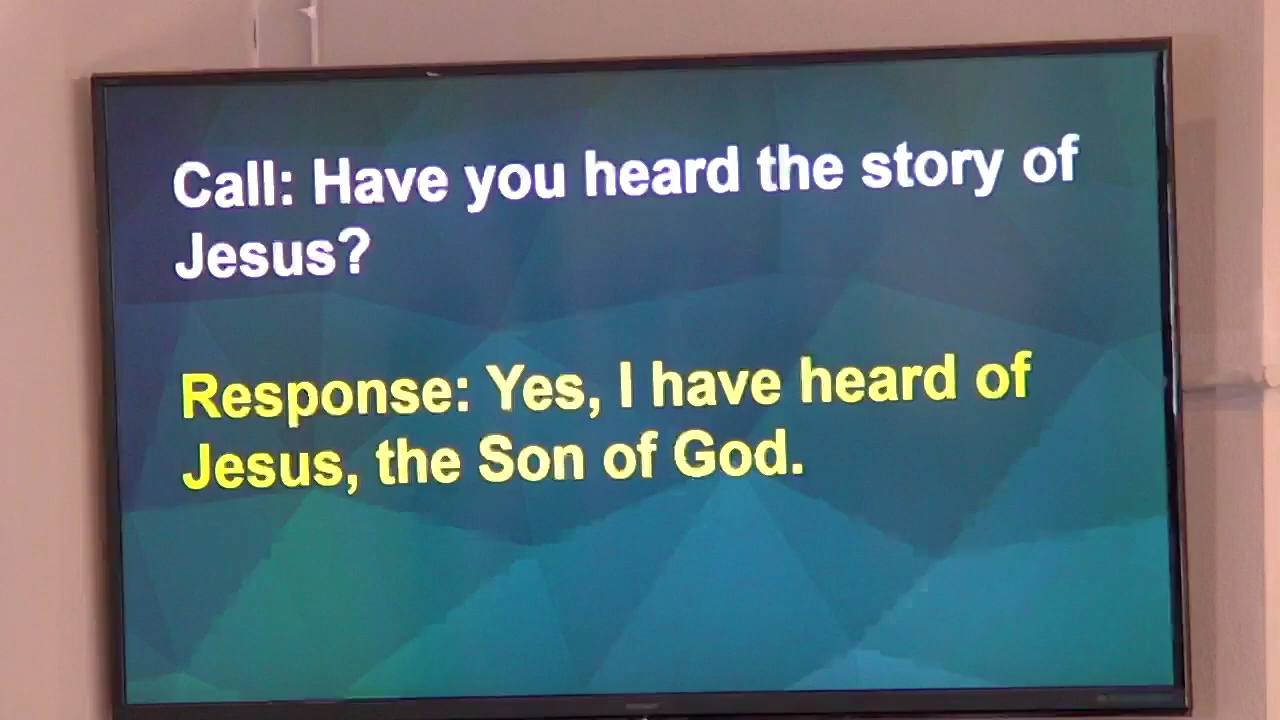 Call: Have you heard the story of
Jesus?
Response: Yes, I have heard of
Jesus, the Son of God.